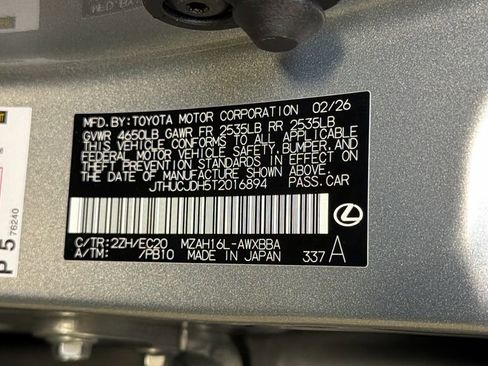 MFD.BY:TOYOTA MOTOR CORPORATION 02/26
GVWR 4650LB GAWR FR 2535LB RR 2535LB
THIS VEHICLE CONFORMS TO ALL APPLICABLE
FEDERAL MOTOR VEHICLE SAFETY,BUMPER,AND
THEFT PREVENTION STANDARDS IN EFFECT ON
THE DATE OF MANUFACTURE SHOWN ABOVE.
JTHUCJDH5T2016894 PASS.CAR
C/TR:2ZH/EC20 MZAH16L-AWXBBA
A/TM: /PB10 MADE IN JAPAN 337 A
P 5 76240